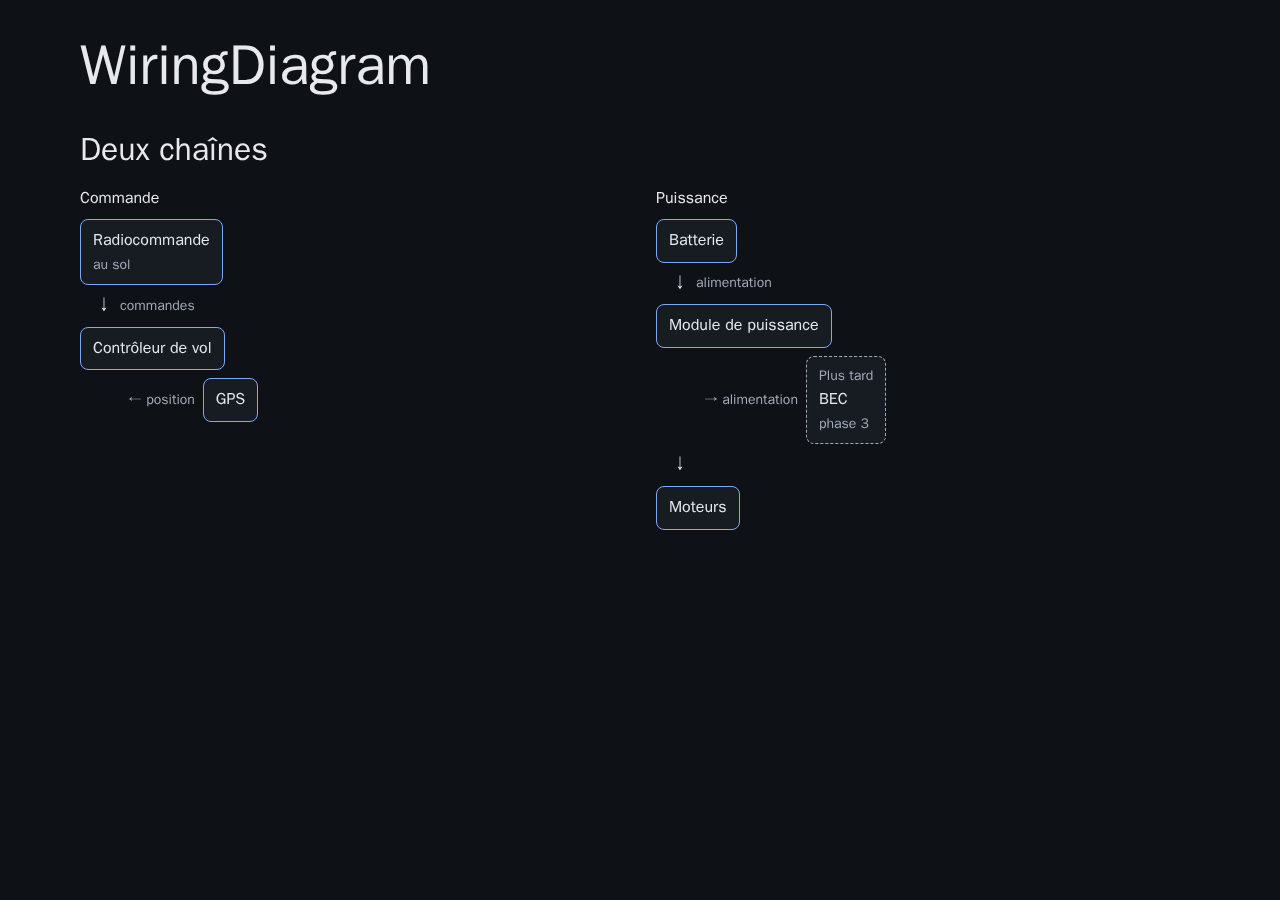 WiringDiagram
Deux chaînes
Commande
Radiocommande
au sol
↓ commandes
Contrôleur de vol
← position
GPS
Puissance
Batterie
↓ alimentation
Module de puissance
→ alimentation
Plus tard
BEC
phase 3
↓
Moteurs